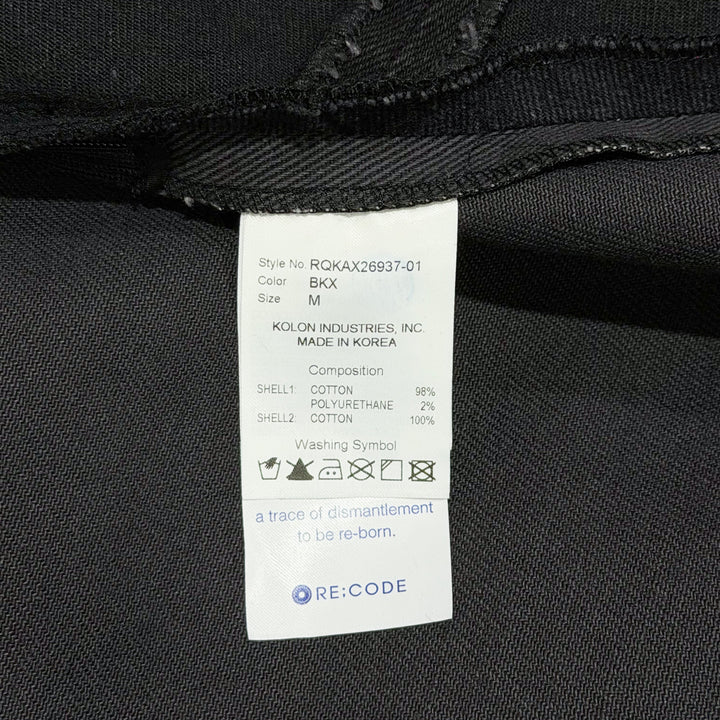 Style No. RQKAX26937-01
Color BKX
Size M
KOLON INDUSTRIES, INC.
MADE IN KOREA
Composition
SHELL1: COTTON 98%
POLYURETHANE 2%
SHELL2: COTTON 100%
Washing Symbol
a trace of dismantlement
to be re-born.
RE;CODE